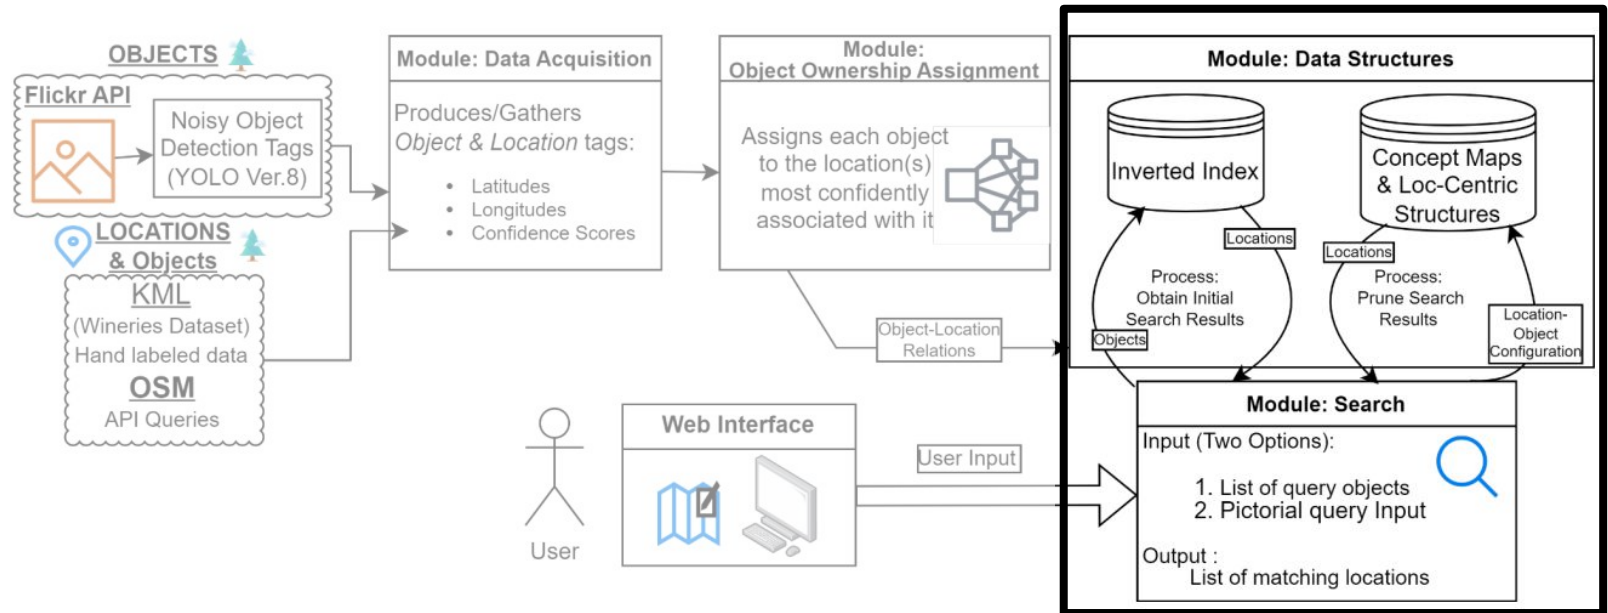 OBJECTS
Flickr API
Noisy Object
Detection Tags
(YOLO Ver.8)
LOCATIONS
& Objects
KML
(Wineries Dataset)
Hand labeled data
OSM
API Queries
Module: Data Acquisition
Produces/Gathers
Object & Location tags:
• Latitudes
• Longitudes
• Confidence Scores
Module:
Object Ownership Assignment
Assigns each object
to the location(s)
most confidently
associated with it
Object-Location
Relations
Module: Data Structures
Inverted Index
Concept Maps
& Loc-Centric
Structures
Locations
Locations
Process:
Obtain Initial
Search Results
Process:
Prune Search
Results
Objects
Location-
Object
Configuration
User
Web Interface
User Input
Module: Search
Input (Two Options):
1. List of query objects
2. Pictorial query Input
Output :
List of matching locations